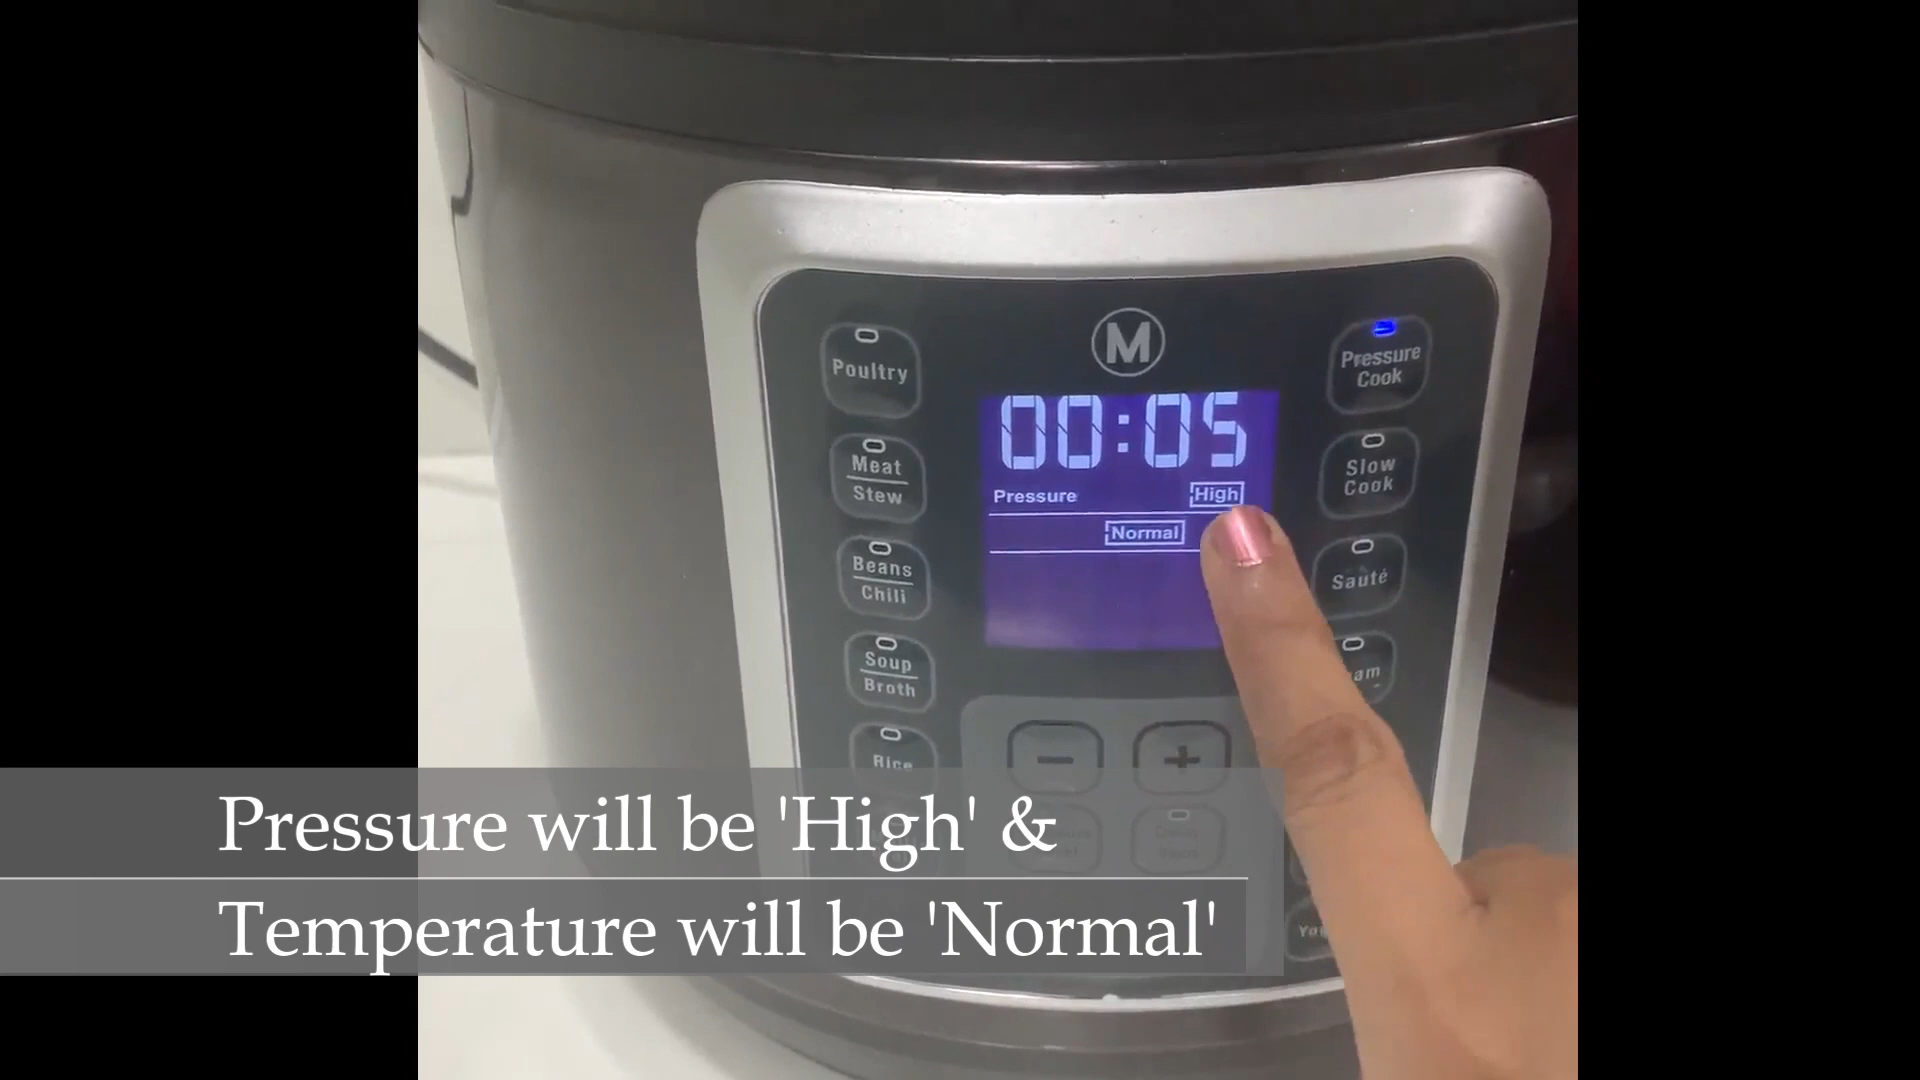 M
Poultry
Pressure
Cook
00:05
Meat
Stew
Slow
Cook
Pressure High
Normal
Beans
Chili
Sauté
Soup
Broth
Rice
Pressure will be 'High' &
Temperature will be 'Normal'